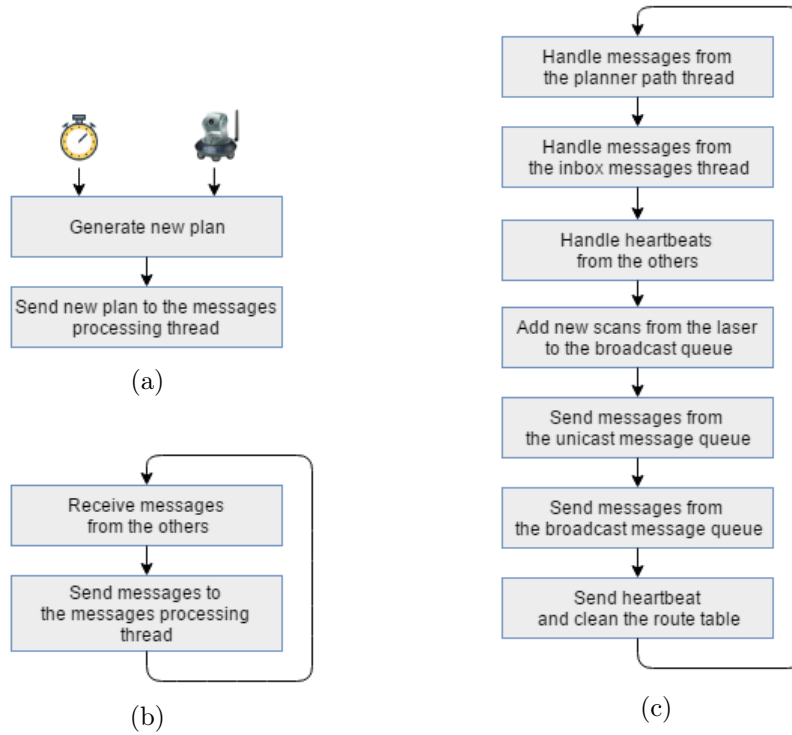 Generate new plan
Send new plan to the messages
processing thread
(a)
Receive messages
from the others
Send messages to
the messages processing
thread
(b)
Handle messages from
the planner path thread
Handle messages from
the inbox messages thread
Handle heartbeats
from the others
Add new scans from the laser
to the broadcast queue
Send messages from
the unicast message queue
Send messages from
the broadcast message queue
Send heartbeat
and clean the route table
(c)